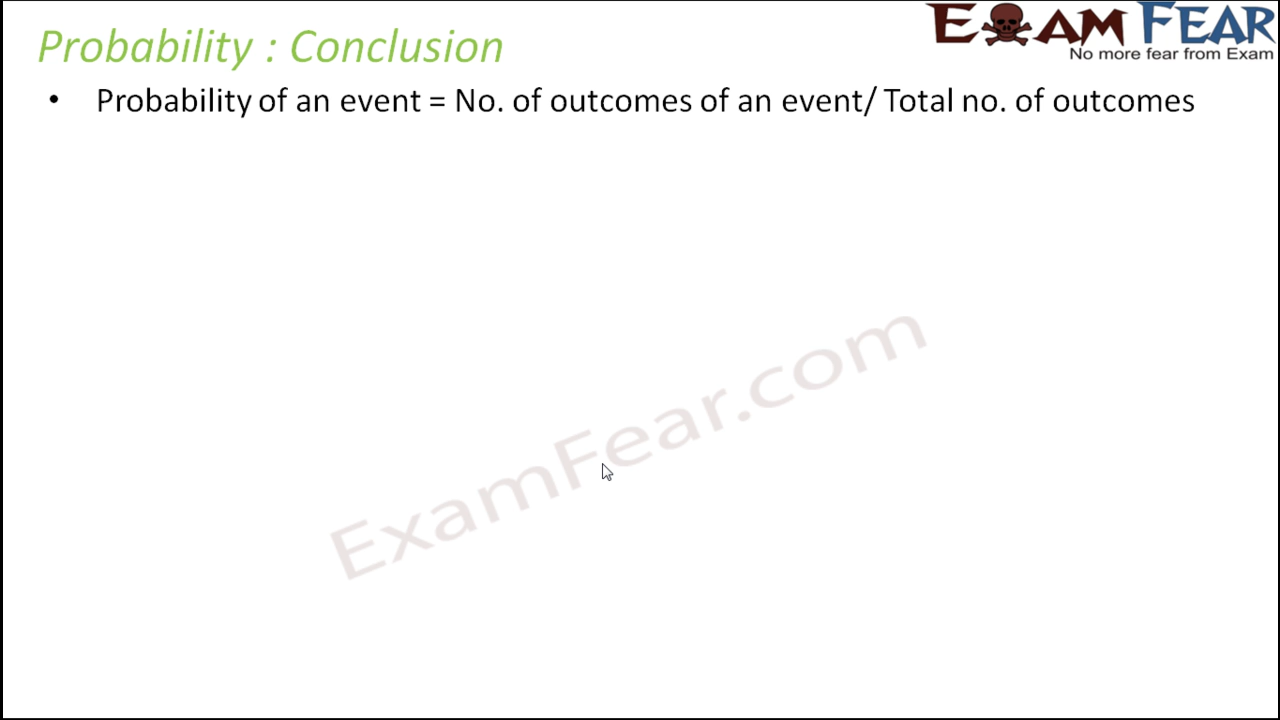 Probability : Conclusion
EXAM FEAR
No more fear from Exam
• Probability of an event = No. of outcomes of an event/ Total no. of outcomes
ExamFear.com